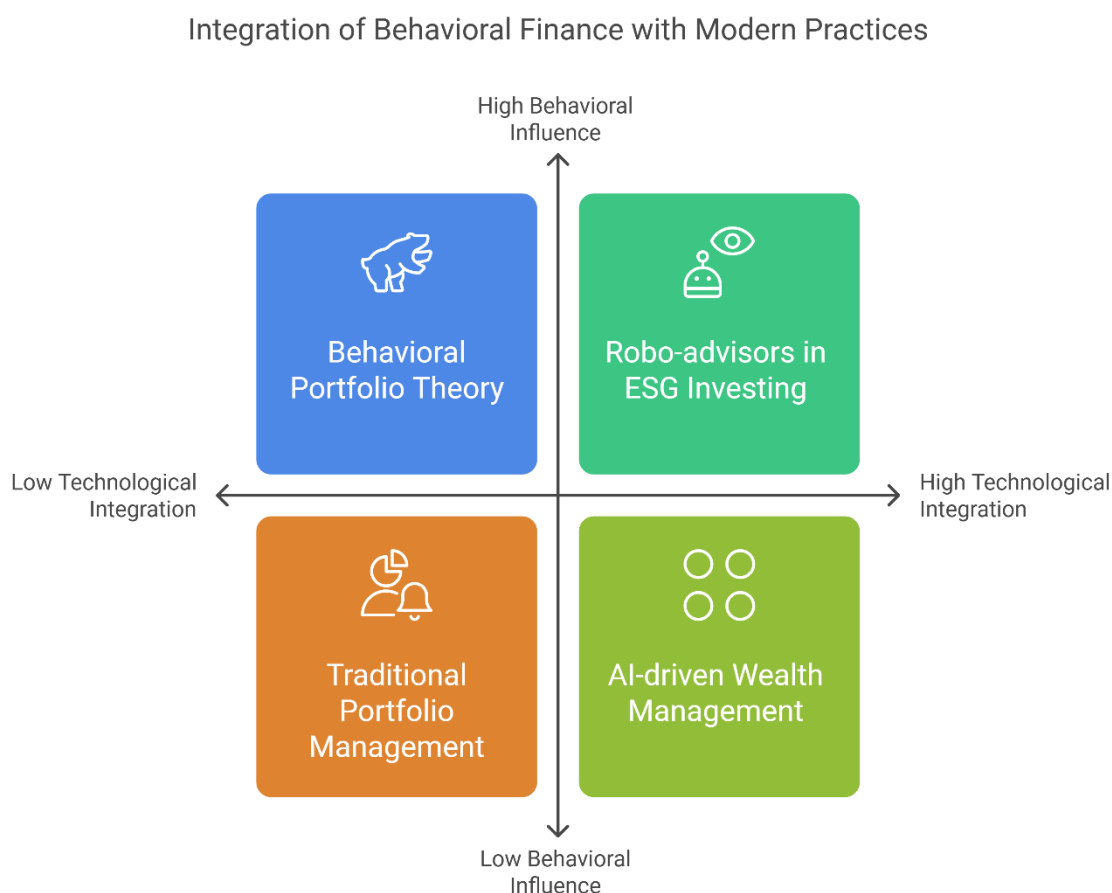 Integration of Behavioral Finance with Modern Practices
High Behavioral
Influence
Behavioral
Portfolio Theory
Robo-advisors in
ESG Investing
Low Technological
Integration
High Technological
Integration
Traditional
Portfolio
Management
AI-driven Wealth
Management
Low Behavioral
Influence